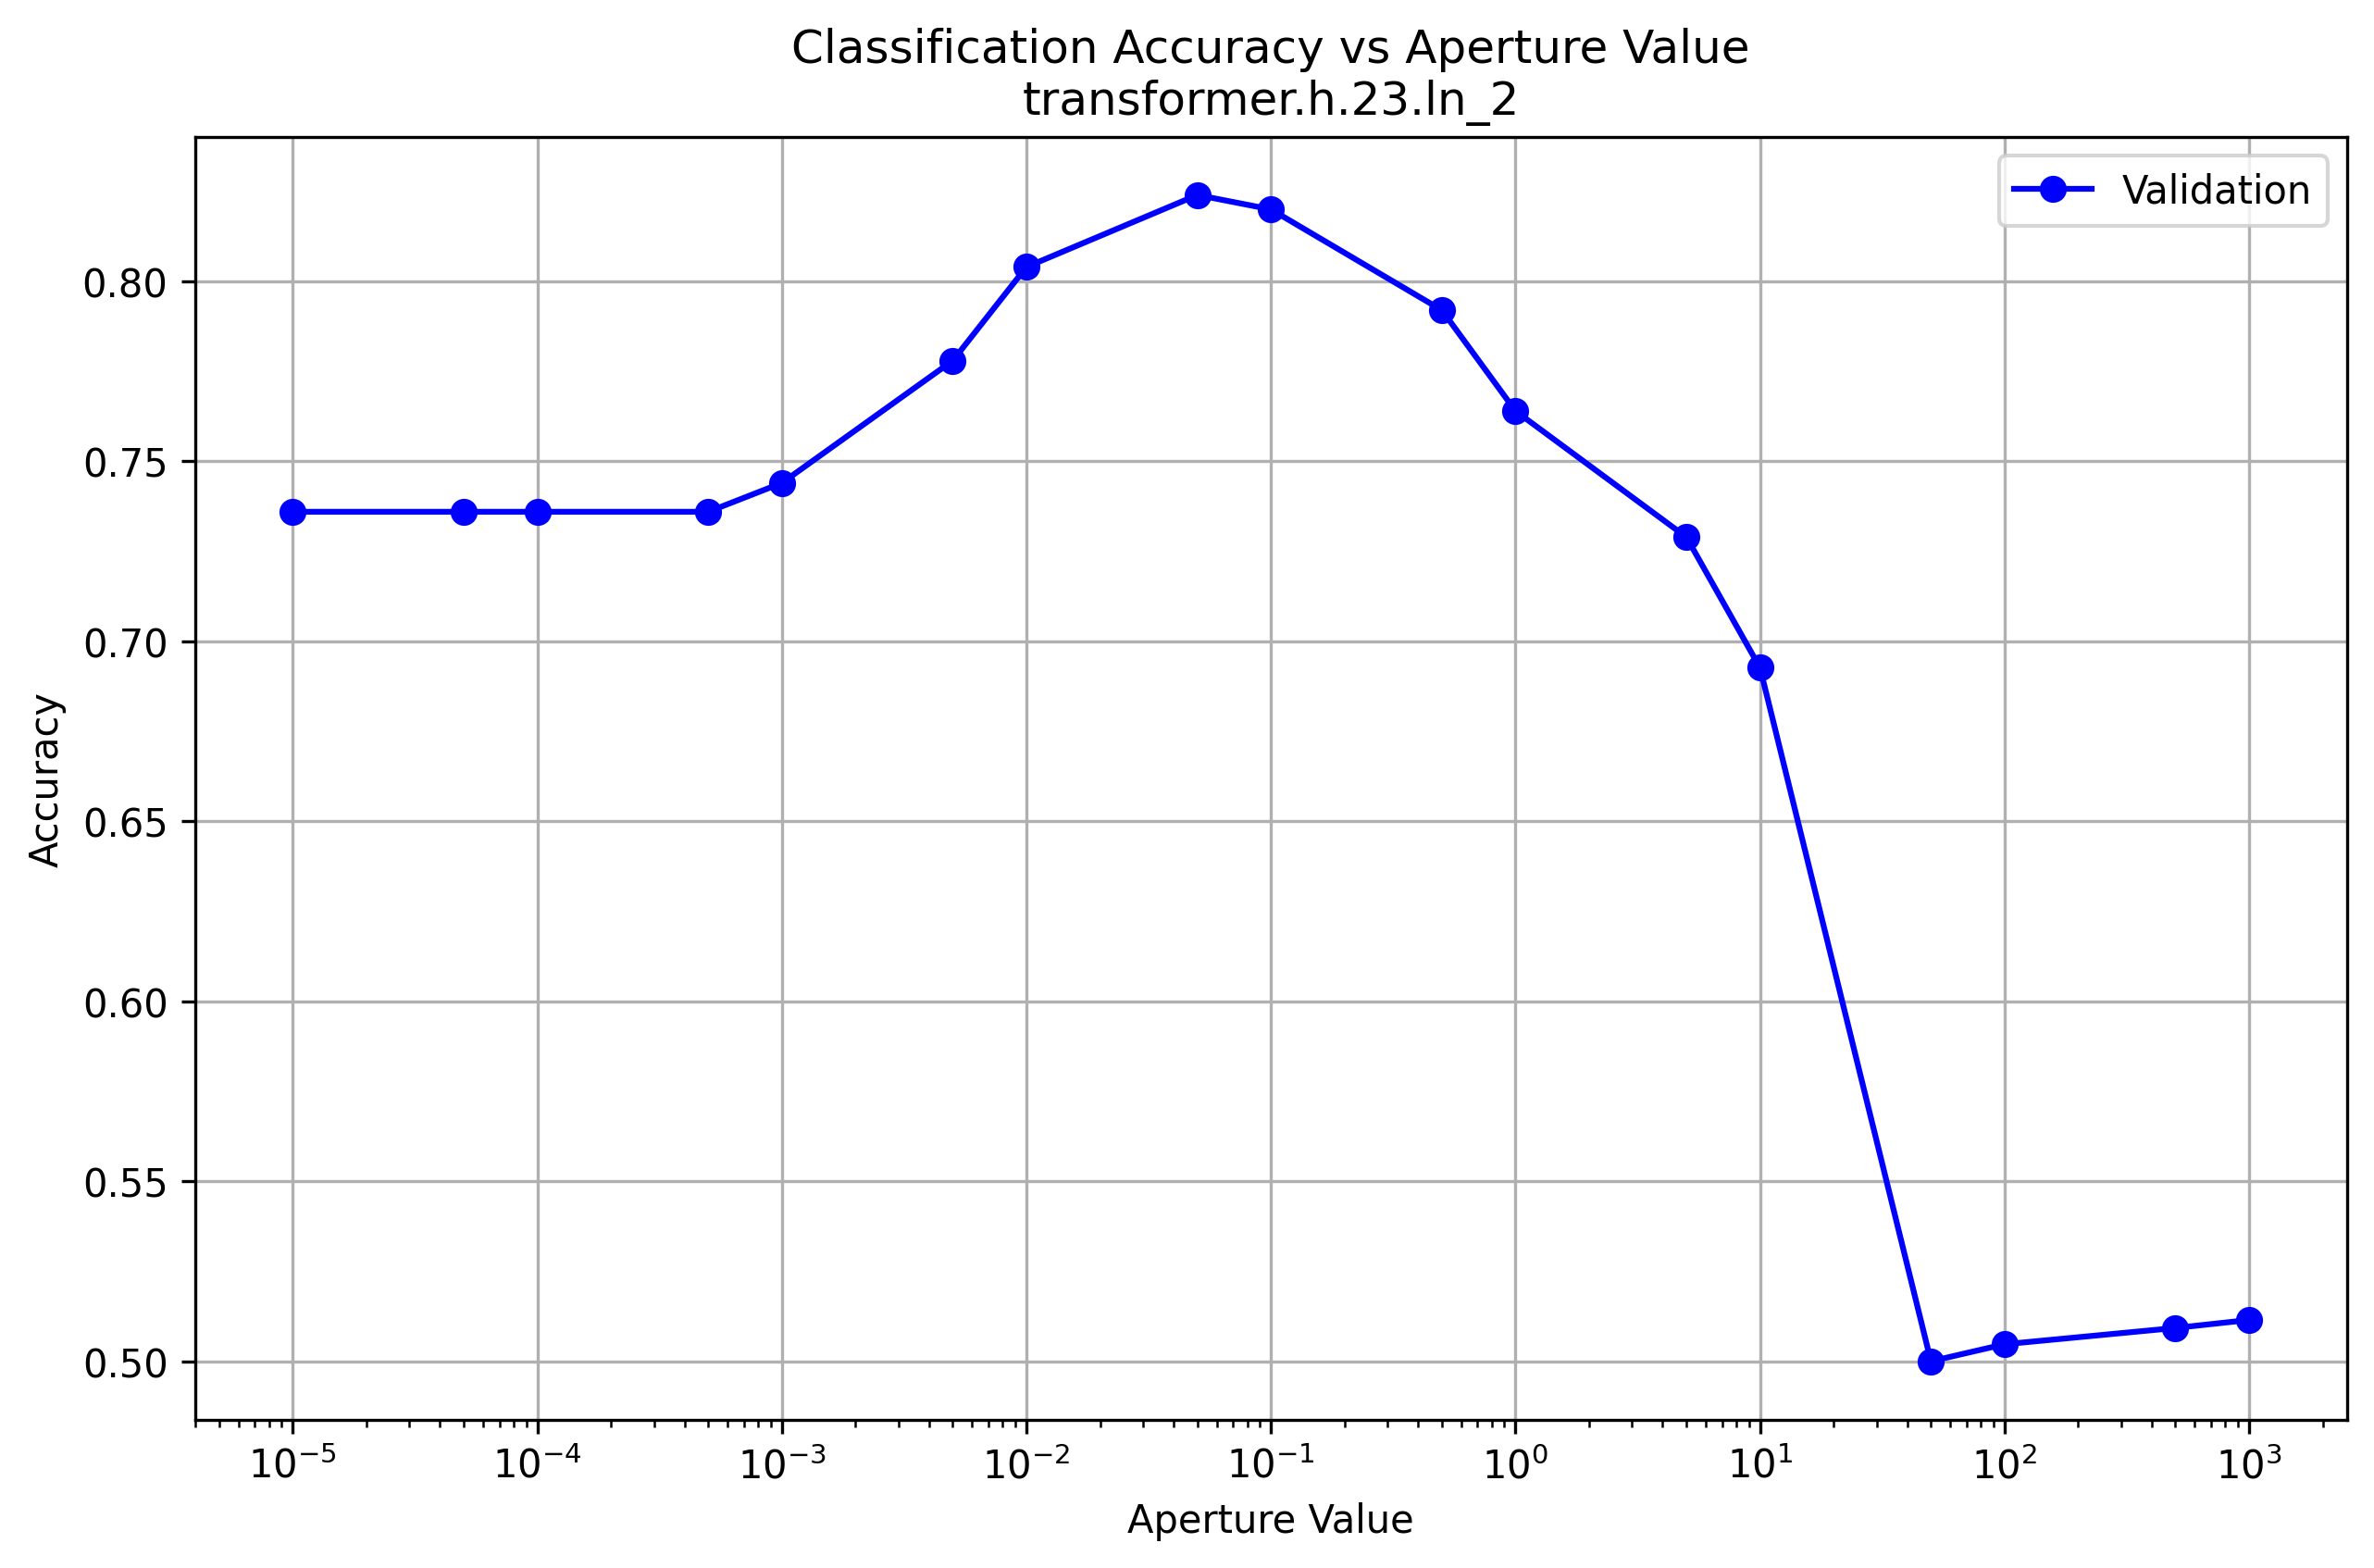 Classification Accuracy vs Aperture Value
transformer.h.23.ln_2
Validation
Accuracy
0.80
0.75
0.70
0.65
0.60
0.55
0.50
10⁻⁵ 10⁻⁴ 10⁻³ 10⁻² 10⁻¹ 10⁰ 10¹ 10² 10³
Aperture Value